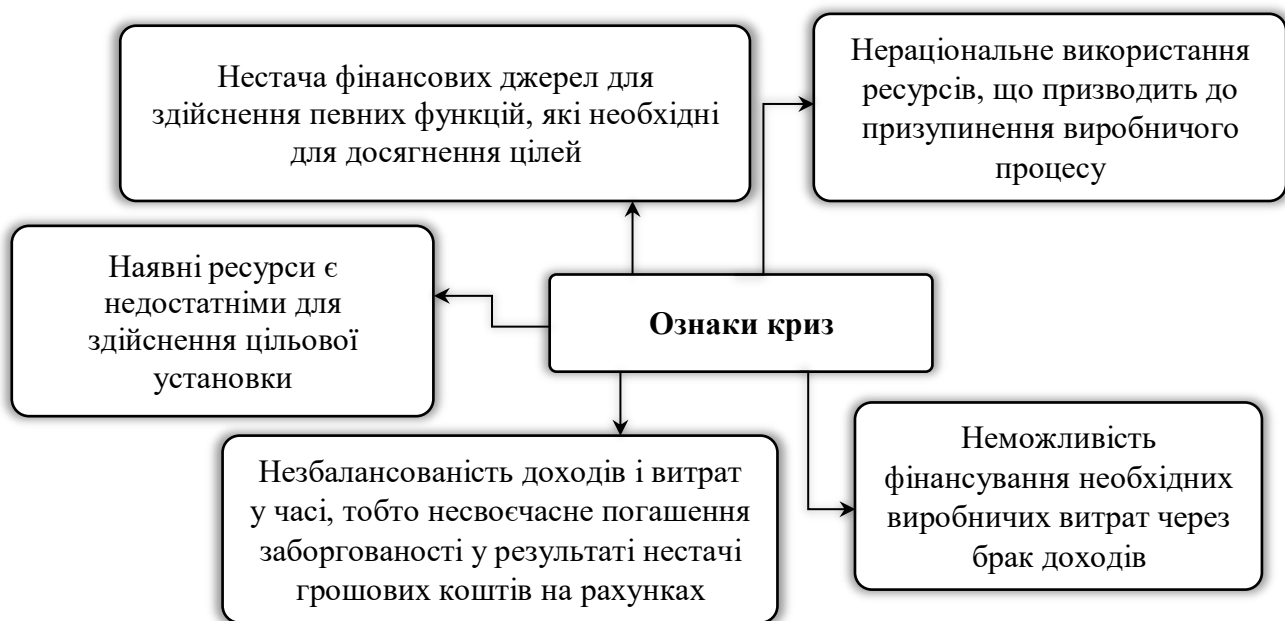 Нестача фінансових джерел для
здійснення певних функцій, які необхідні
для досягнення цілей
Нераціональне використання
ресурсів, що призводить до
призупинення виробничого
процесу
Наявні ресурси є
недостатніми для
здійснення цільової
установки
Ознаки криз
Незбалансованість доходів і витрат
у часі, тобто несвоєчасне погашення
заборгованості у результаті нестачі
грошових коштів на рахунках
Неможливість
фінансування необхідних
виробничих витрат через
брак доходів